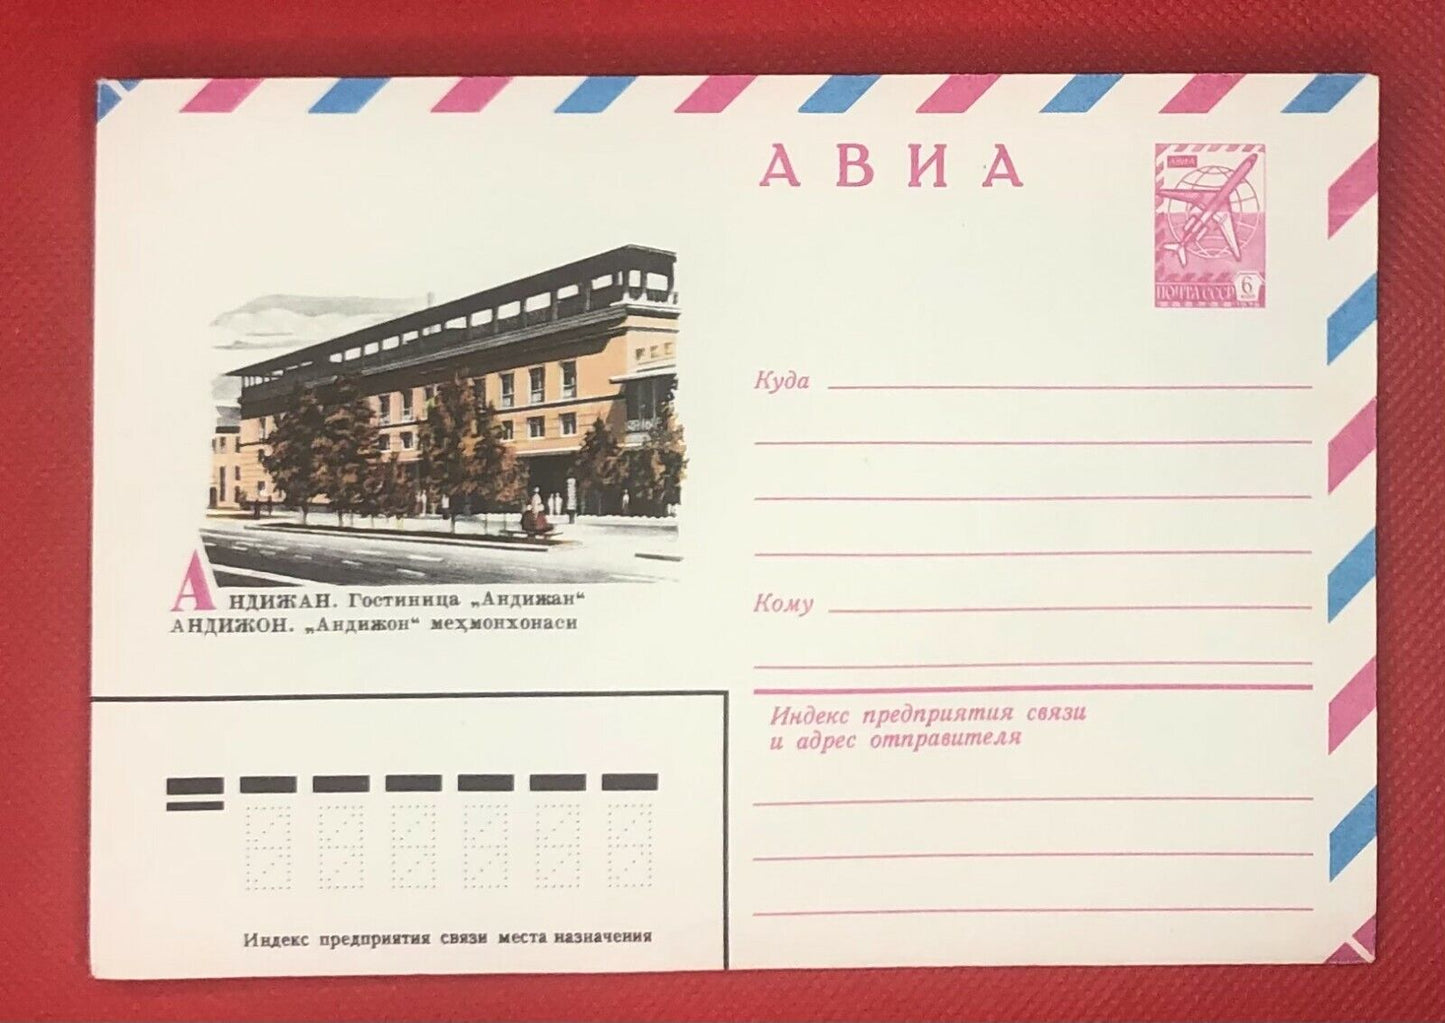 АВИА
АВИА
ПОЧТА СССР 6
Куда
Кому
АНДИЖАН. Гостиница „Андижан“
АНДИЖОН. „Андижон“ меҳмонхонаси
Индекс предприятия связи
и адрес отправителя
Индекс предприятия связи места назначения